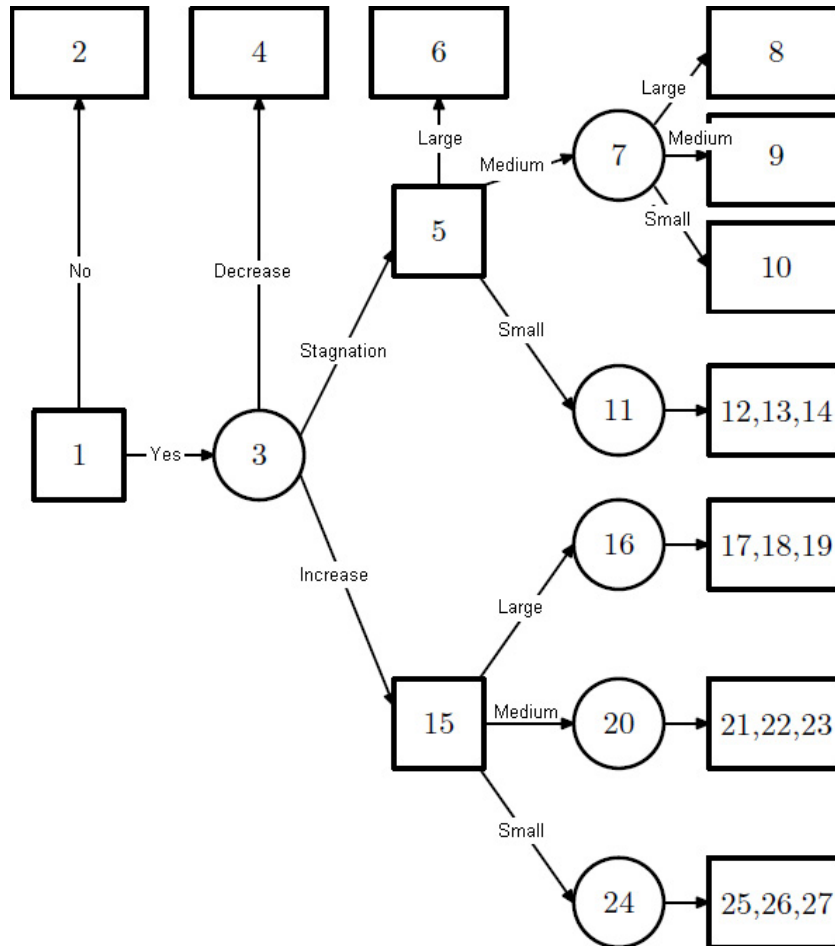 2
4
6
8
Large
Large
Medium
7
Medium
9
5
Small
10
No
Decrease
Small
Stagnation
11
12,13,14
1
Yes
3
16
17,18,19
Increase
Large
15
Medium
20
21,22,23
Small
24
25,26,27